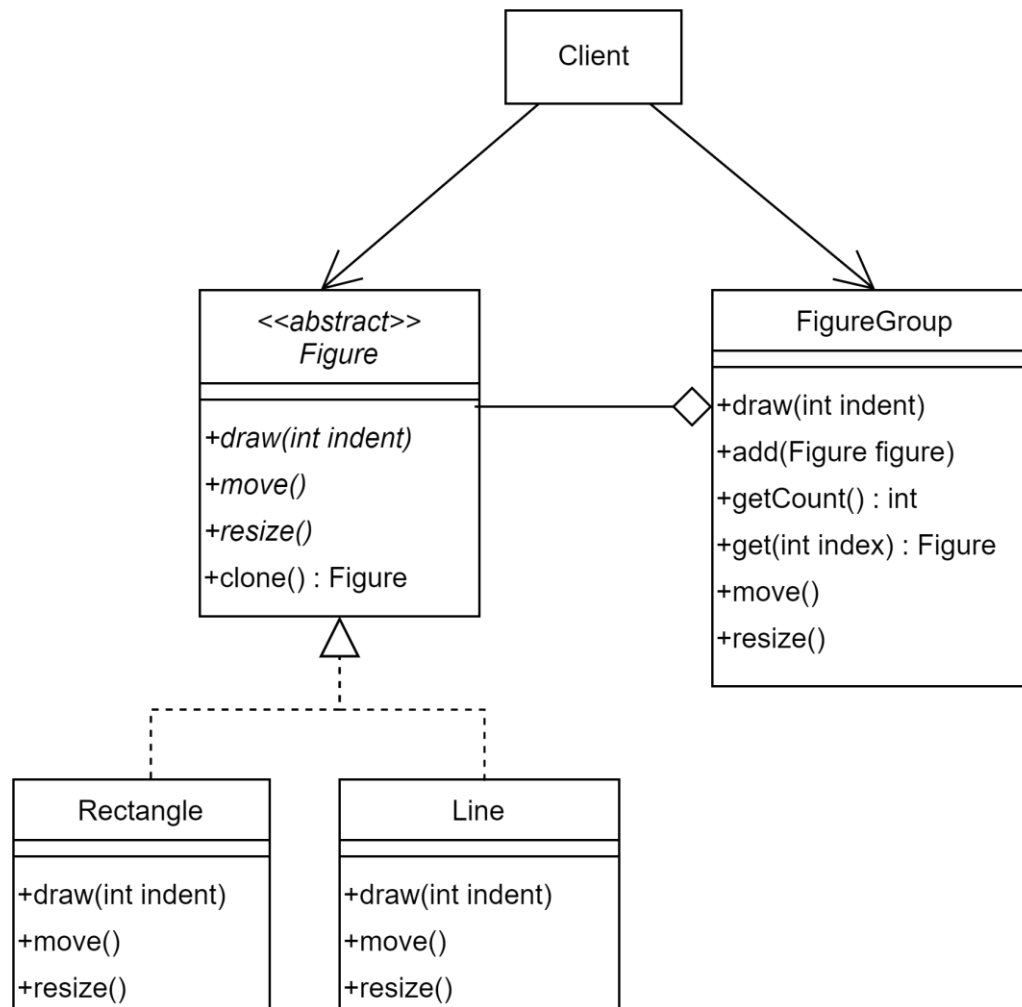 Client
<<abstract>>
Figure
+draw(int indent)
+move()
+resize()
+clone() : Figure
FigureGroup
+draw(int indent)
+add(Figure figure)
+getCount() : int
+get(int index) : Figure
+move()
+resize()
Rectangle
+draw(int indent)
+move()
+resize()
Line
+draw(int indent)
+move()
+resize()